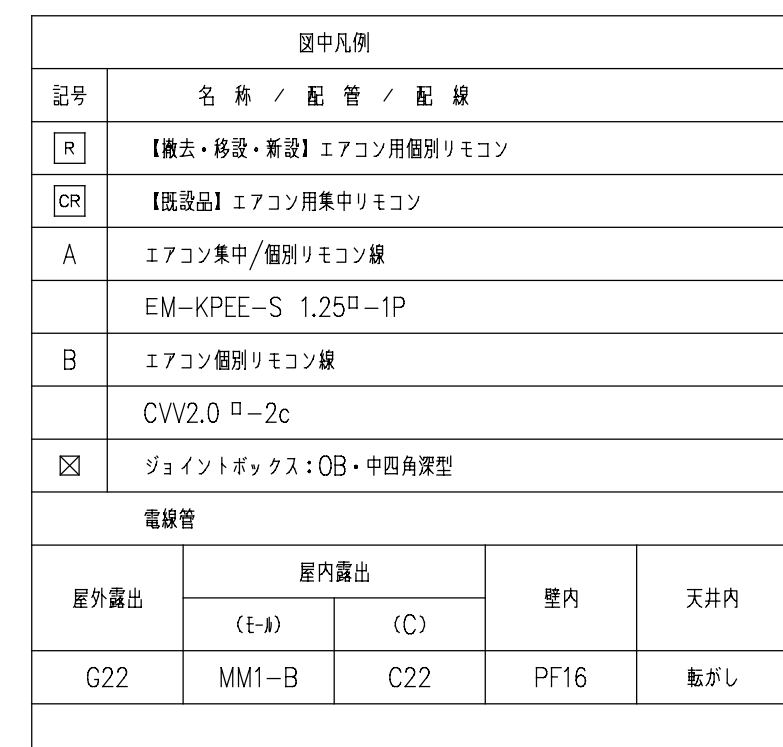 図中凡例
記号 名 称 / 配 管 / 配 線
R 【撤去・移設・新設】エアコン用個別リモコン
CR 【既設品】エアコン用集中リモコン
A エアコン集中/個別リモコン線
EM-KPEE-S 1.25□-1P
B エアコン個別リモコン線
CVV2.0 □-2c
ジョイントボックス:OB・中四角深型
電線管
屋外露出 屋内露出 壁内 天井内
(モール) (C)
G22 MM1-B C22 PF16 転がし